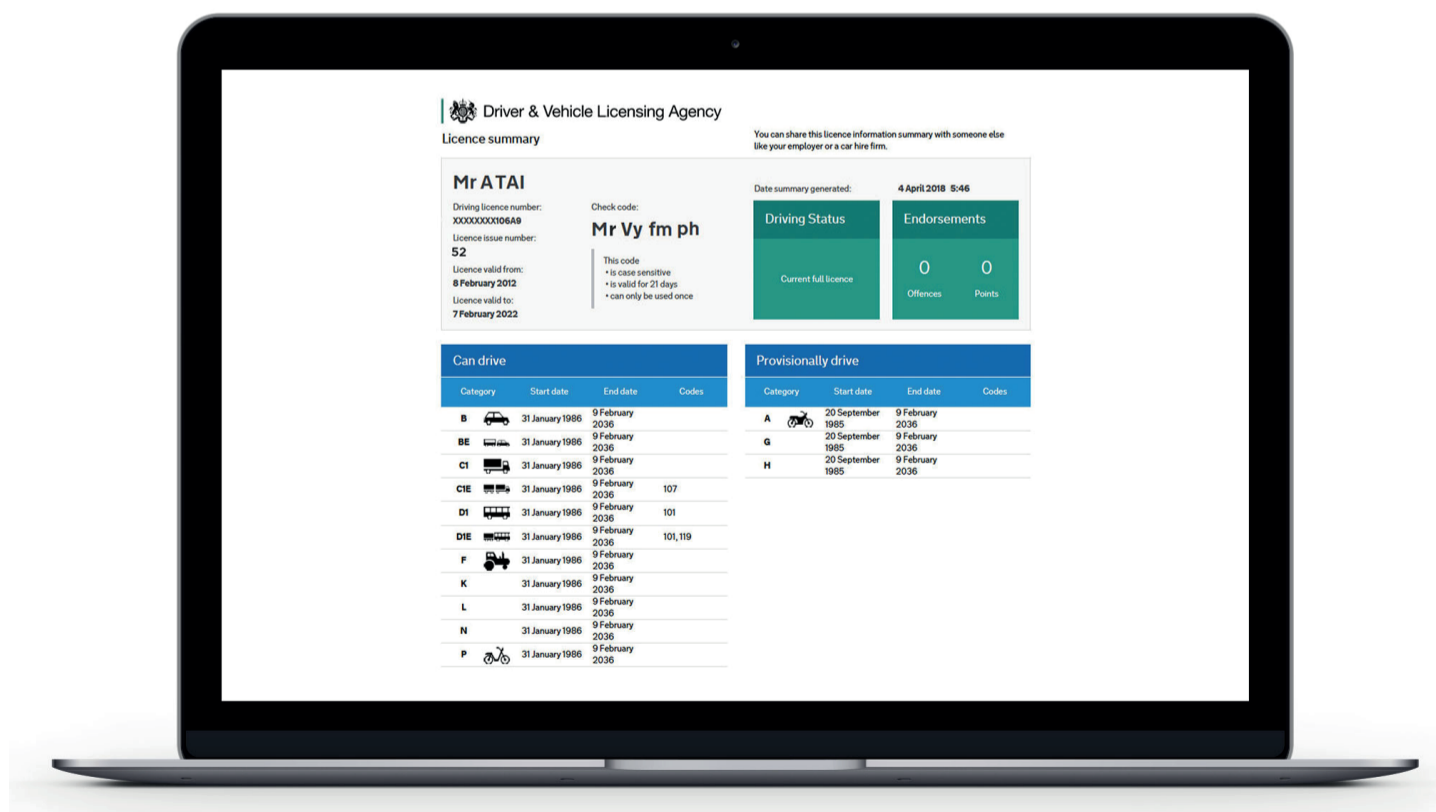 Driver & Vehicle Licensing Agency
Licence summary
You can share this licence information summary with someone else
like your employer or a car hire firm.
Mr A TAI
Driving licence number:
XXXXXXXX106A9
Licence issue number:
52
Licence valid from:
8 February 2012
Licence valid to:
7 February 2022
Check code:
Mr Vy fm ph
This code
• is case sensitive
• is valid for 21 days
• can only be used once
Date summary generated: 4 April 2018 5:46
Driving Status
Current full licence
Endorsements
0 0
Offences Points
Can drive
Category Start date End date Codes
B 31 January 1986 9 February
2036
BE 31 January 1986 9 February
2036
C1 31 January 1986 9 February
2036
C1E 31 January 1986 9 February
2036 107
D1 31 January 1986 9 February
2036 101
D1E 31 January 1986 9 February
2036 101, 119
F 31 January 1986 9 February
2036
K 31 January 1986 9 February
2036
L 31 January 1986 9 February
2036
N 31 January 1986 9 February
2036
P 31 January 1986 9 February
2036
Provisionally drive
Category Start date End date Codes
A 20 September 9 February
1985 2036
G 20 September 9 February
1985 2036
H 20 September 9 February
1985 2036